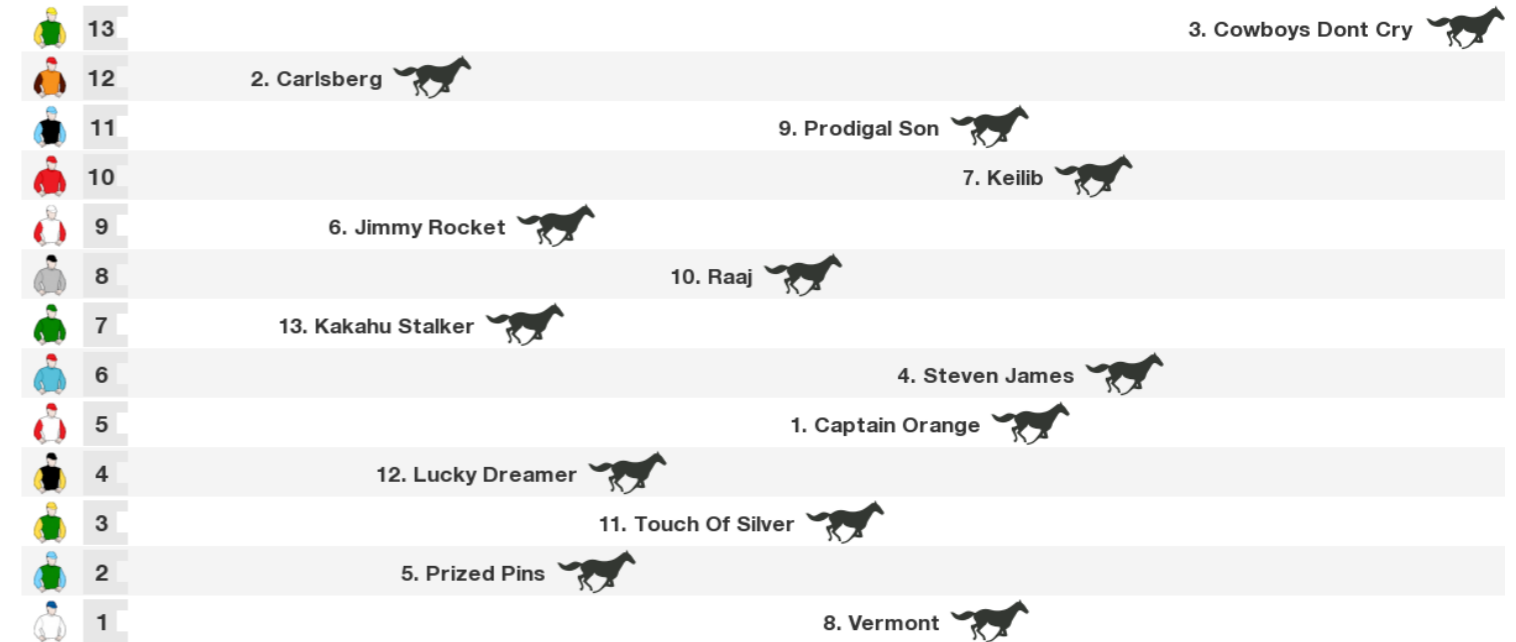 13 3. Cowboys Dont Cry
12 2. Carlsberg
11 9. Prodigal Son
10 7. Keilib
9 6. Jimmy Rocket
8 10. Raaj
7 13. Kakahu Stalker
6 4. Steven James
5 1. Captain Orange
4 12. Lucky Dreamer
3 11. Touch Of Silver
2 5. Prized Pins
1 8. Vermont